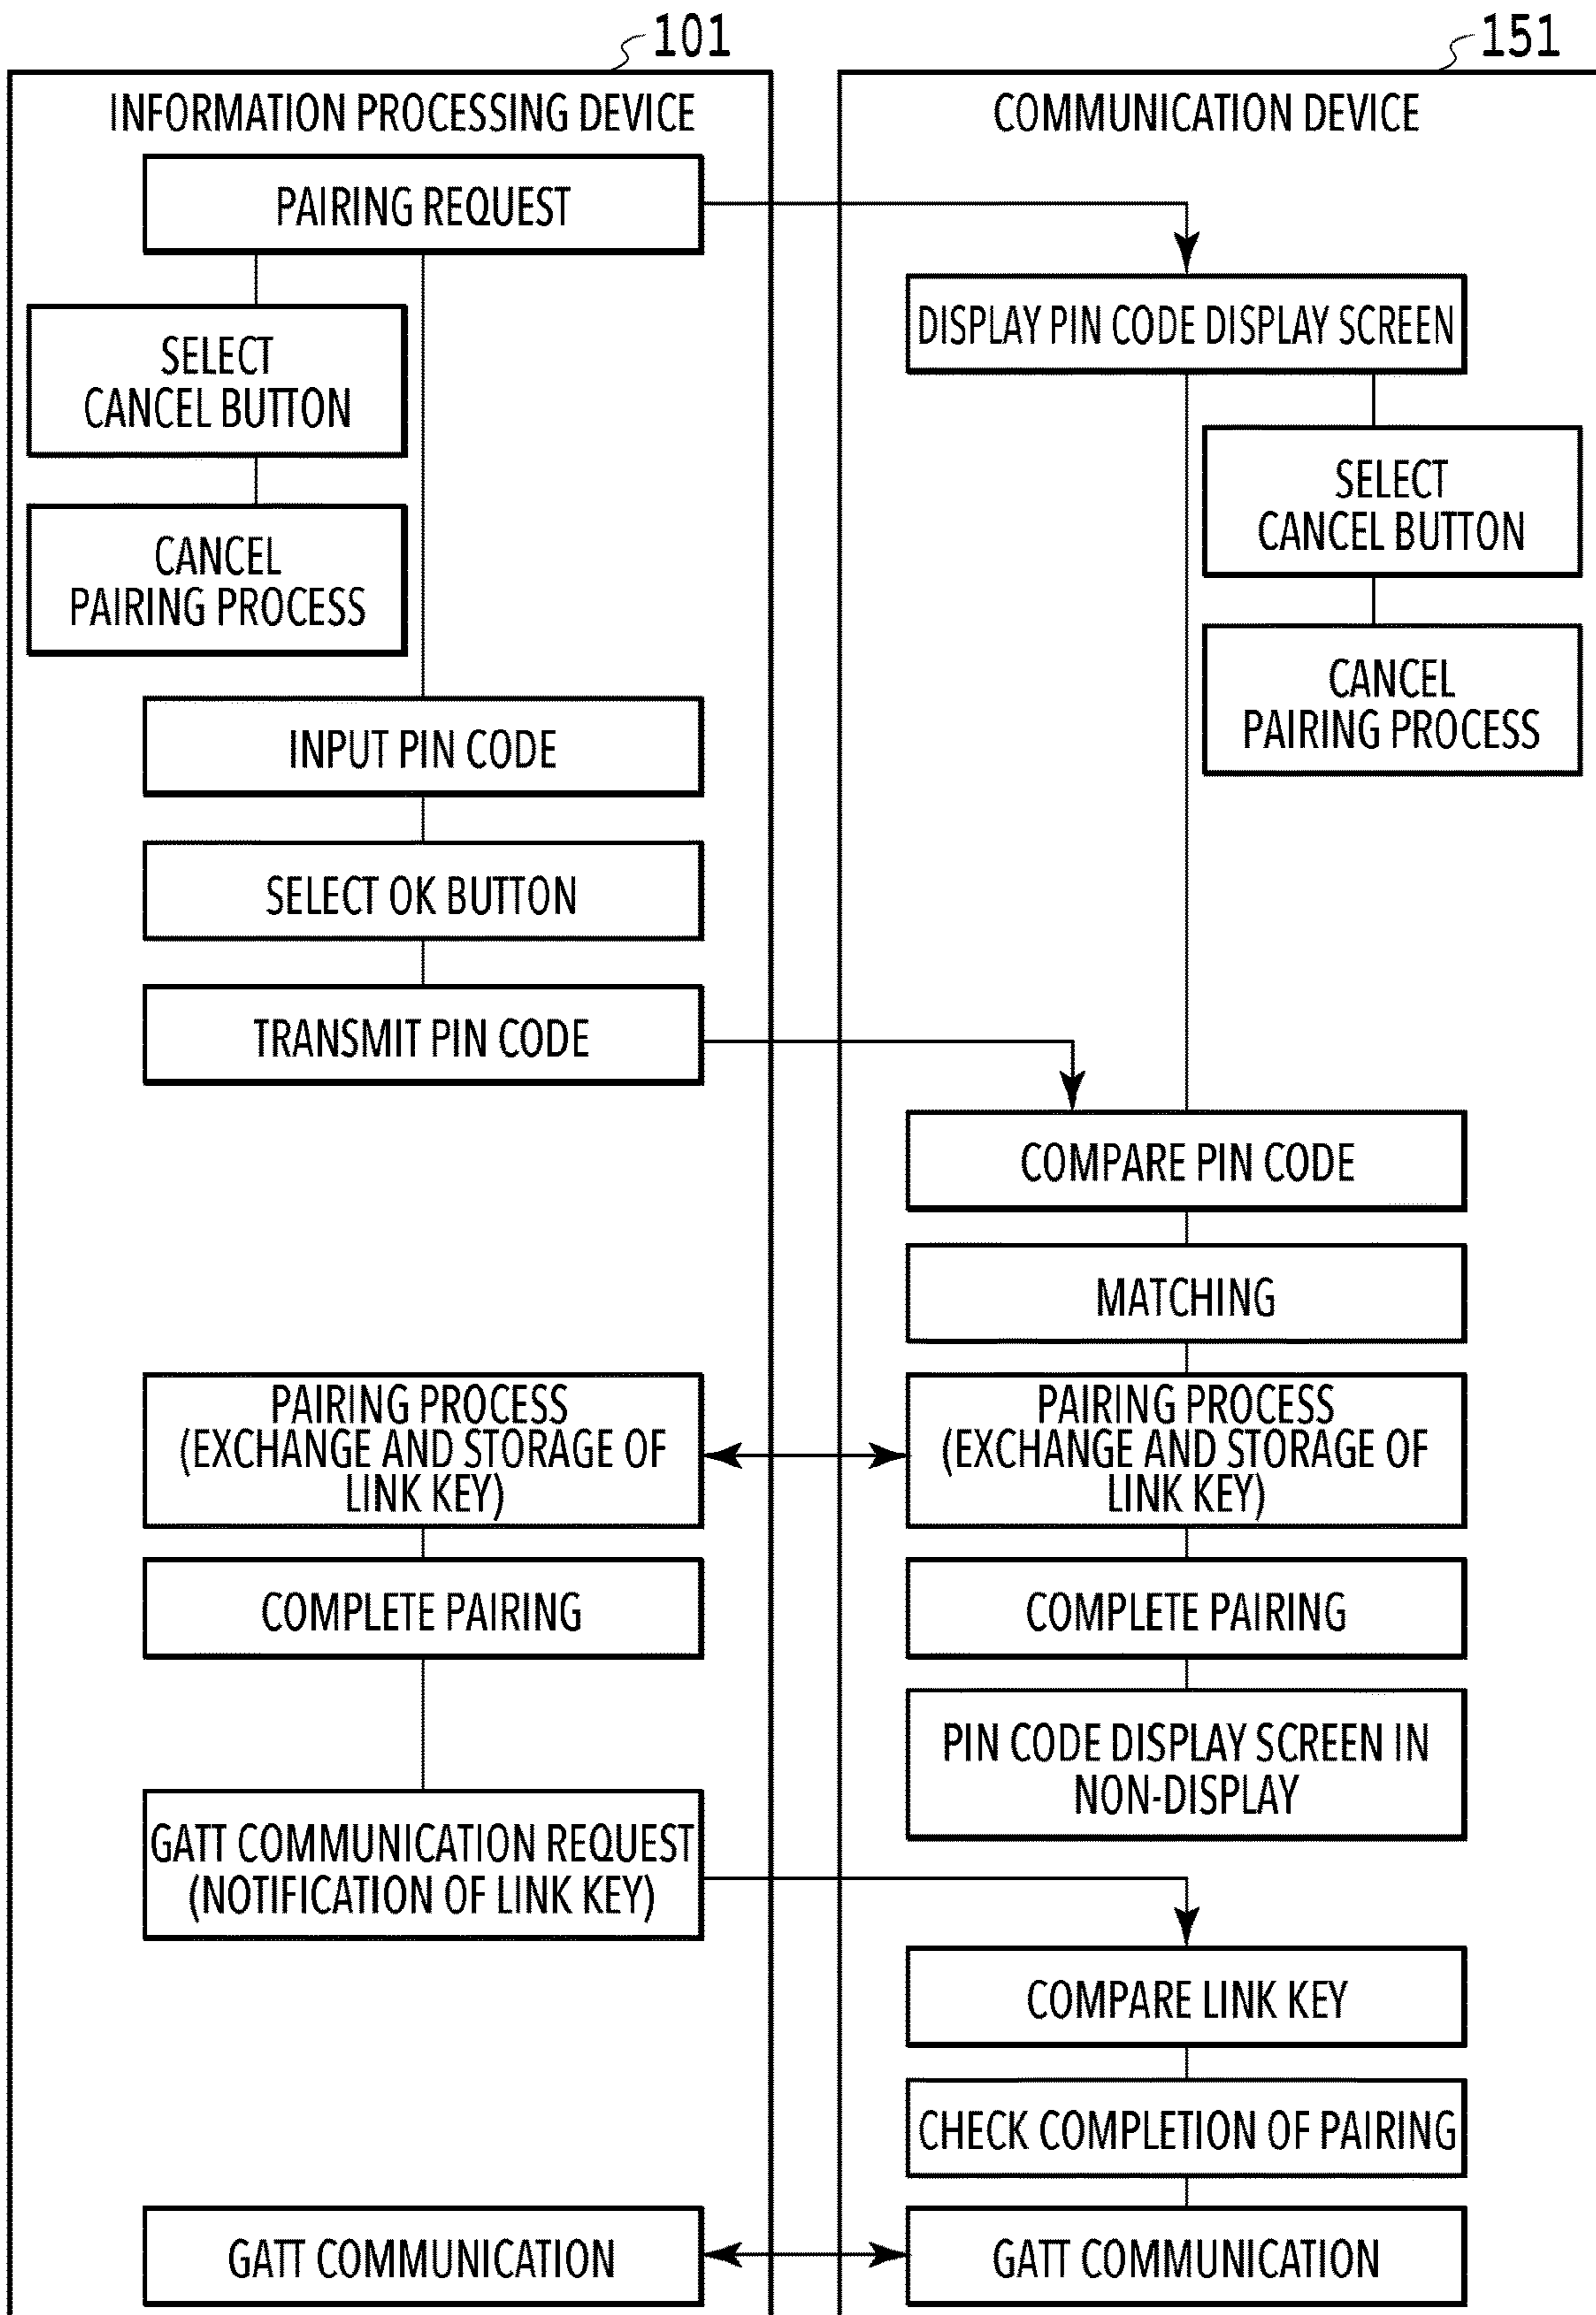 101
151
INFORMATION PROCESSING DEVICE
COMMUNICATION DEVICE
PAIRING REQUEST
DISPLAY PIN CODE DISPLAY SCREEN
SELECT
CANCEL BUTTON
SELECT
CANCEL BUTTON
CANCEL
PAIRING PROCESS
CANCEL
PAIRING PROCESS
INPUT PIN CODE
SELECT OK BUTTON
TRANSMIT PIN CODE
COMPARE PIN CODE
MATCHING
PAIRING PROCESS
(EXCHANGE AND STORAGE OF
LINK KEY)
PAIRING PROCESS
(EXCHANGE AND STORAGE OF
LINK KEY)
COMPLETE PAIRING
COMPLETE PAIRING
PIN CODE DISPLAY SCREEN IN
NON-DISPLAY
GATT COMMUNICATION REQUEST
(NOTIFICATION OF LINK KEY)
COMPARE LINK KEY
CHECK COMPLETION OF PAIRING
GATT COMMUNICATION
GATT COMMUNICATION